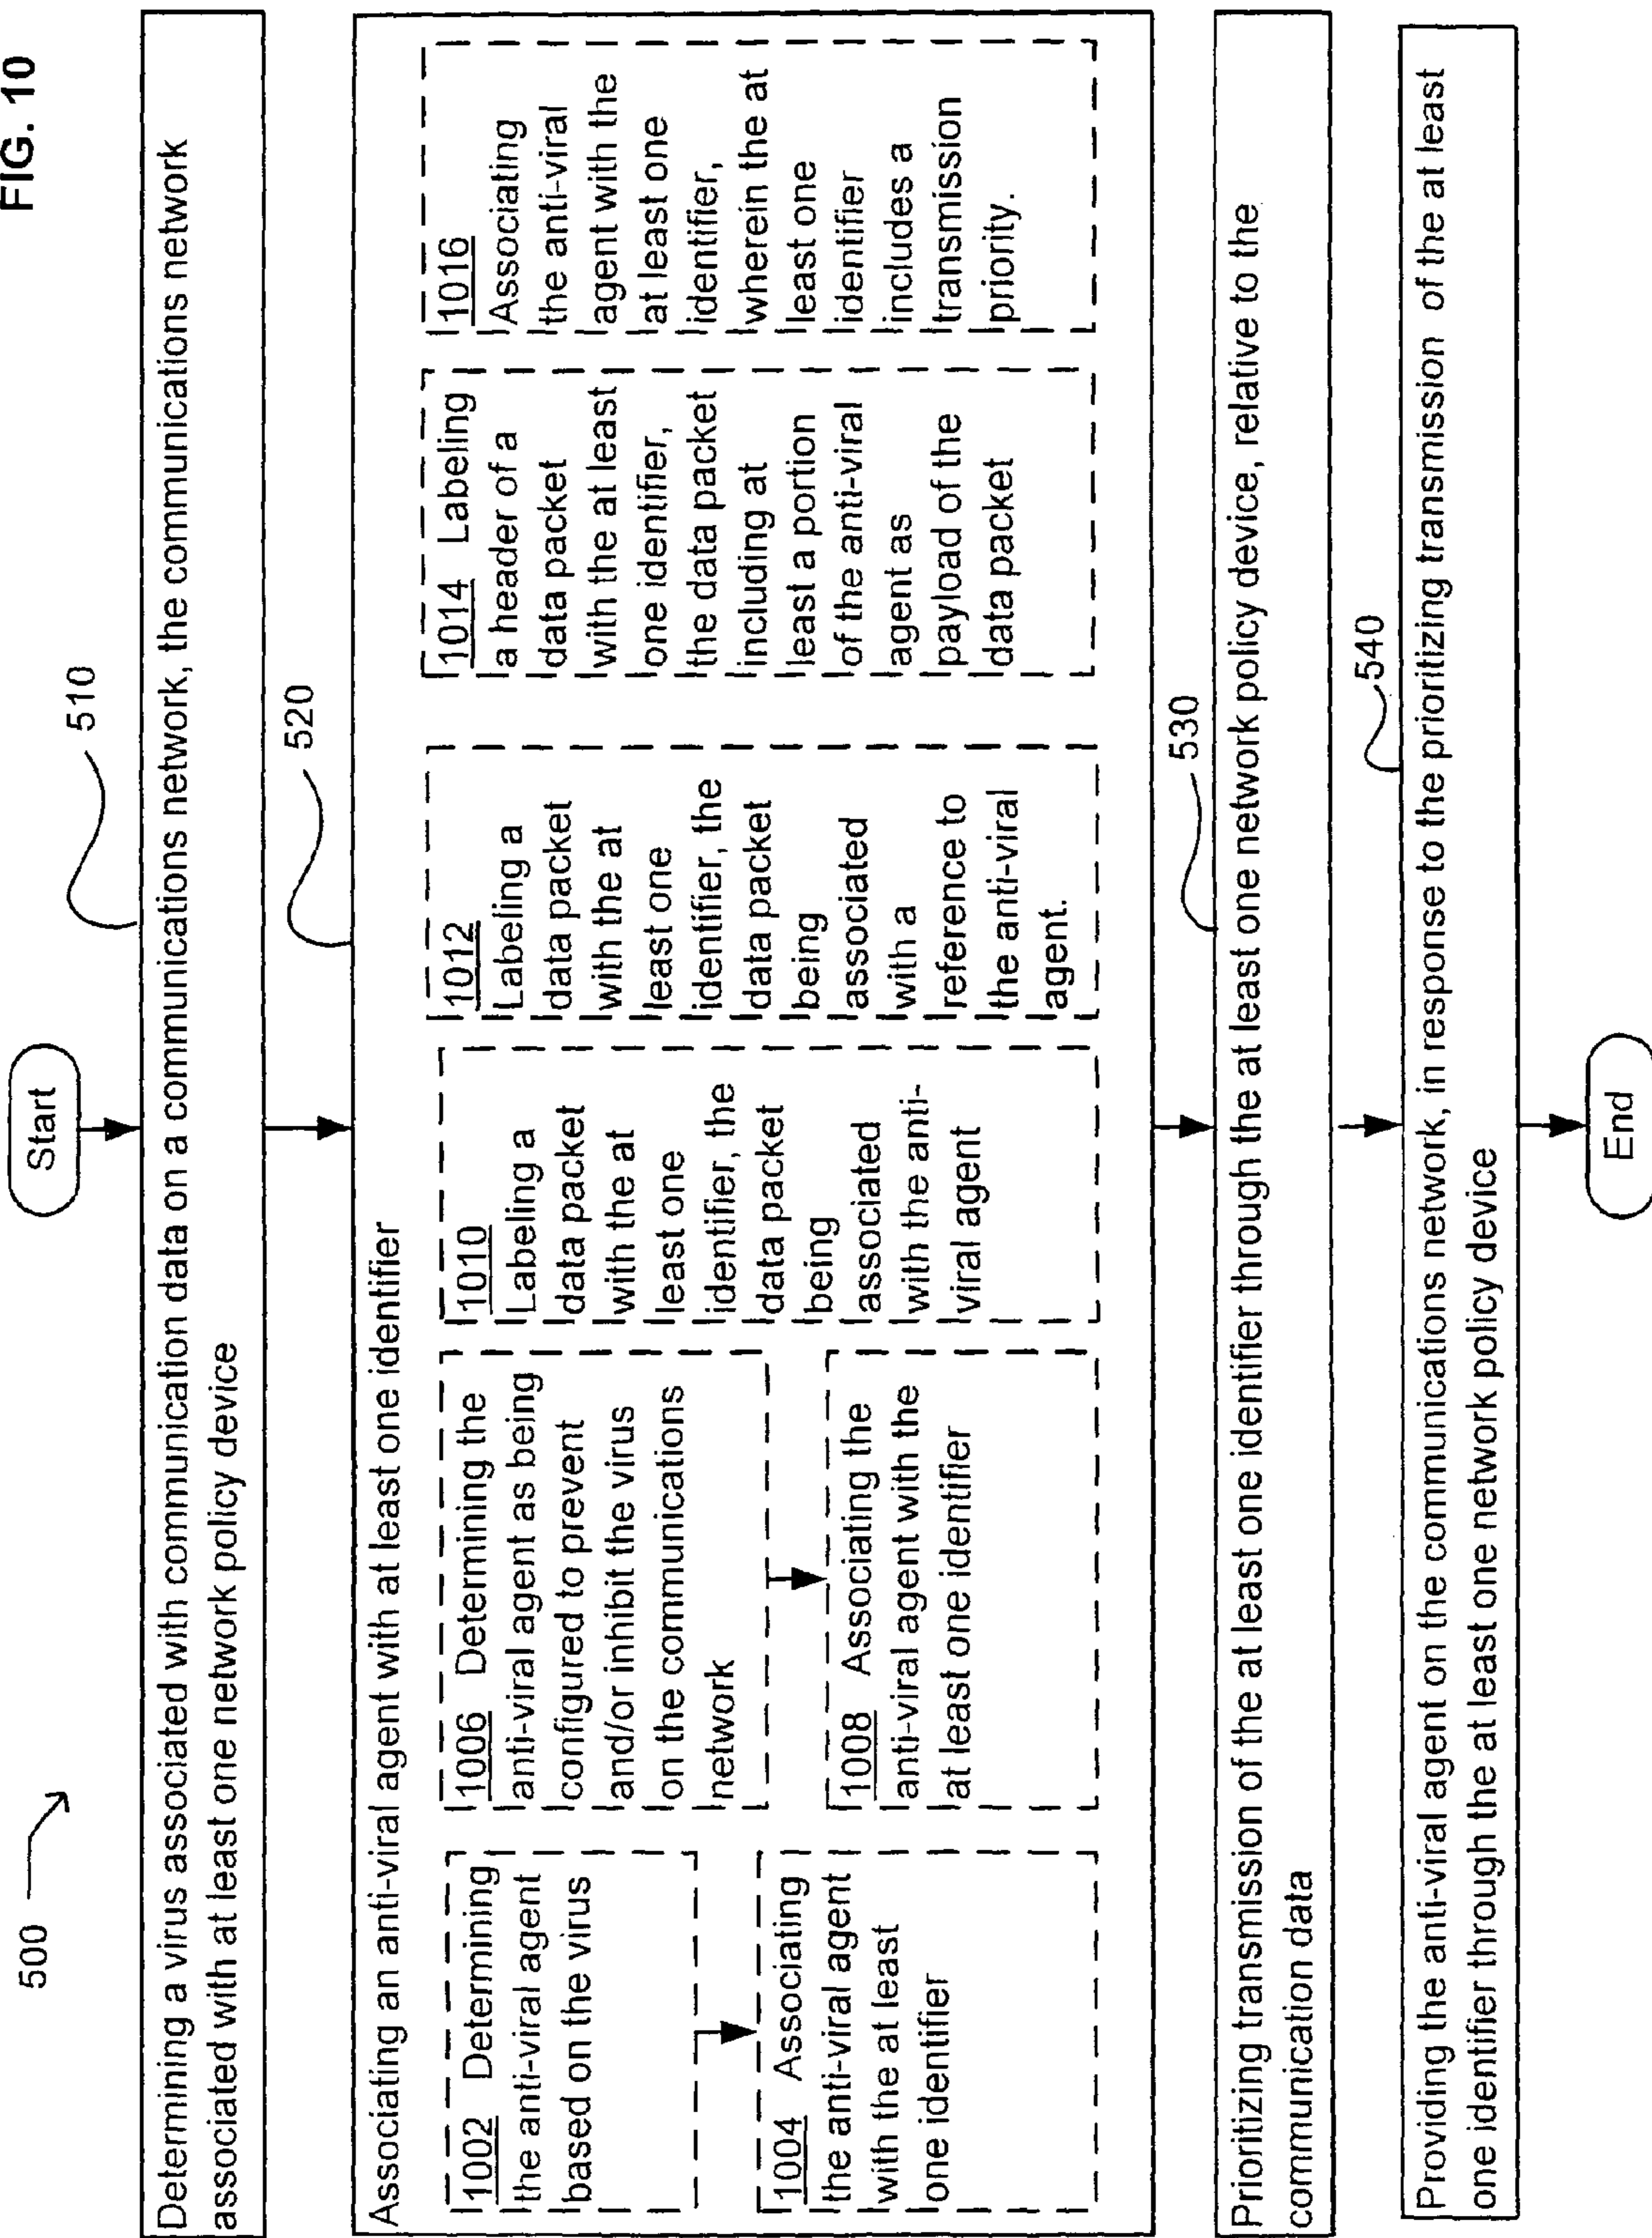 FIG. 10
500
Start
510
Determining a virus associated with communication data on a communications network, the communications network
associated with at least one network policy device
520
Associating an anti-viral agent with at least one identifier
1002 Determining
the anti-viral agent
based on the virus
1004 Associating
the anti-viral agent
with the at least
one identifier
1006 Determining the
anti-viral agent as being
configured to prevent
and/or inhibit the virus
on the communications
network
1008 Associating the
anti-viral agent with the
at least one identifier
1010
Labeling a
data packet
with the at
least one
identifier, the
data packet
being
associated
with the anti-
viral agent
1012
Labeling a
data packet
with the at
least one
identifier, the
data packet
being
associated
with a
reference to
the anti-viral
agent.
1014 Labeling
a header of a
data packet
with the at least
one identifier,
the data packet
including at
least a portion
of the anti-viral
agent as
payload of the
data packet
1016
Associating
the anti-viral
agent with the
at least one
identifier,
wherein the at
least one
identifier
includes a
transmission
priority.
530
Prioritizing transmission of the at least one identifier through the at least one network policy device, relative to the
communication data
540
Providing the anti-viral agent on the communications network, in response to the prioritizing transmission of the at least
one identifier through the at least one network policy device
End